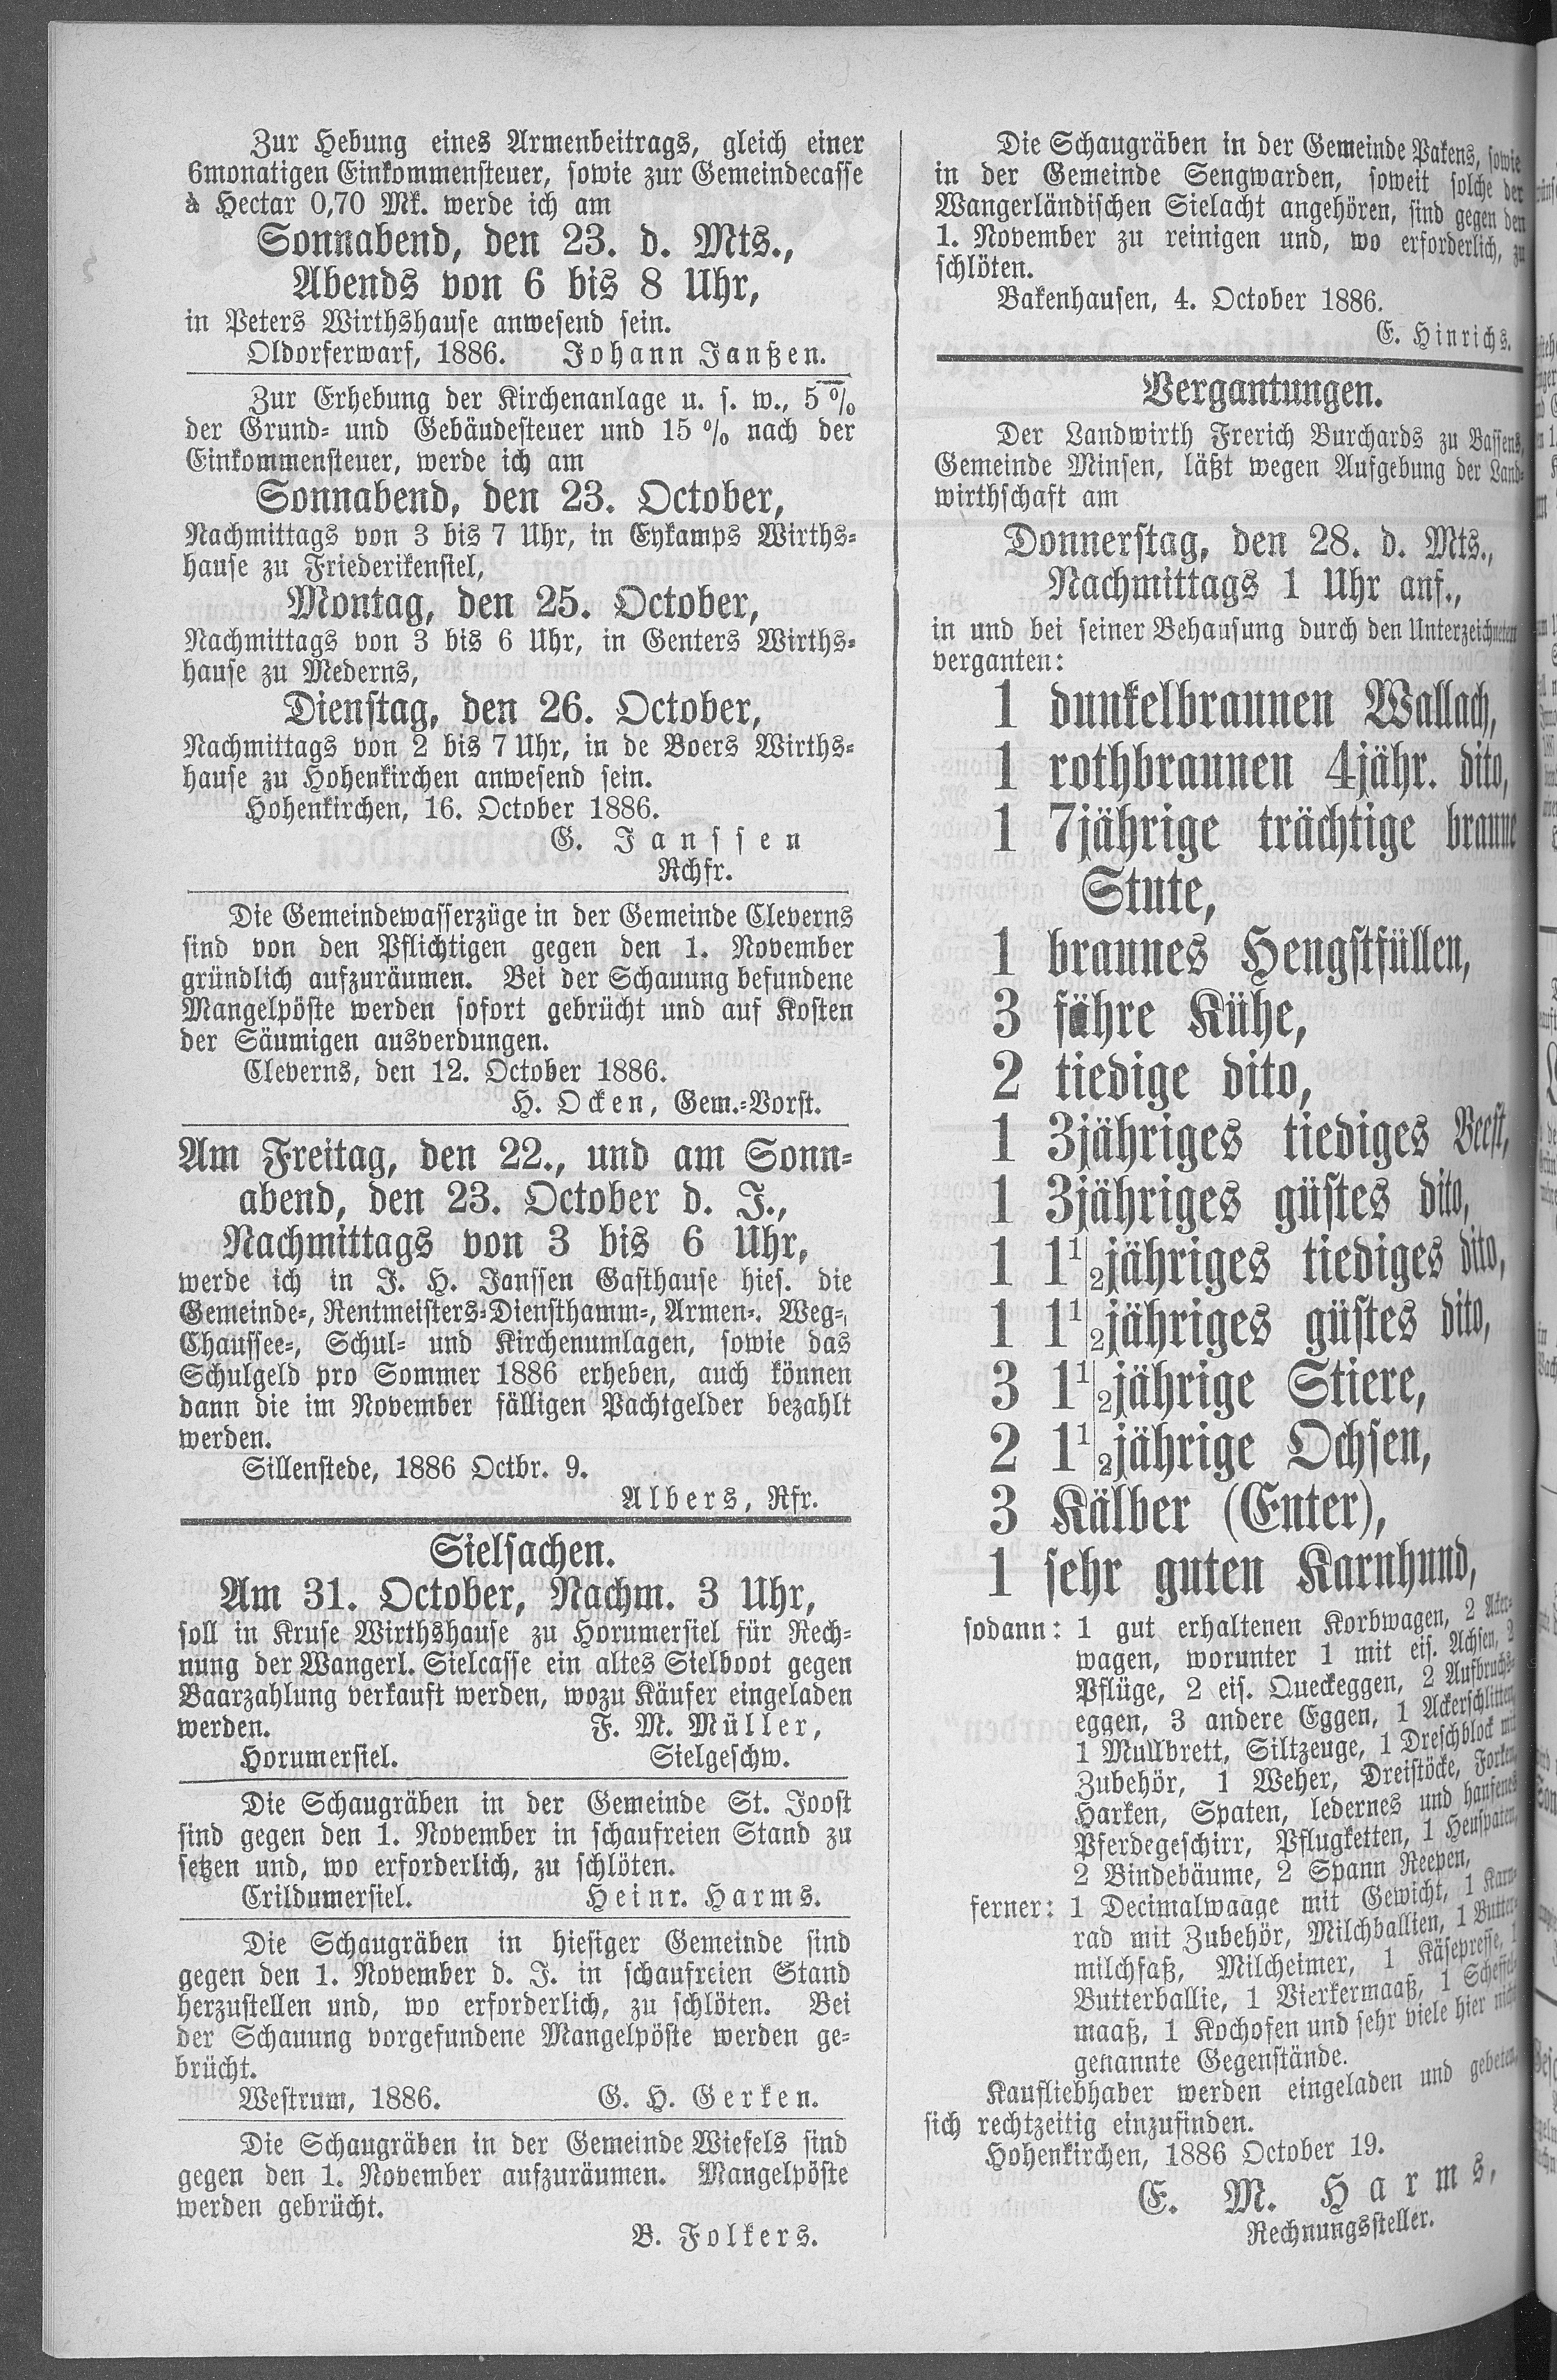 Zur Hebung eines Armenbeitrags, gleich einer
6monatigen Einkommensteuer, sowie zur Gemeindecasse
à Hectar 0,70 Mk. werde ich am
Sonnabend, den 23. d. Mts.,
Abends von 6 bis 8 Uhr,
in Peters Wirthshause anwesend sein.
Oldorferwarf, 1886. Johann Janßen.
Zur Erhebung der Kirchenanlage u. s. w., 5 %
der Grund- und Gebäudesteuer und 15 % nach der
Einkommensteuer, werde ich am
Sonnabend, den 23. October,
Nachmittags von 3 bis 7 Uhr, in Eykamps Wirths-
hause zu Friederikensiel,
Montag, den 25. October,
Nachmittags von 3 bis 6 Uhr, in Genters Wirths-
hause zu Mederns,
Dienstag, den 26. October,
Nachmittags von 2 bis 7 Uhr, in de Boers Wirths-
hause zu Hohenkirchen anwesend sein.
Hohenkirchen, 16. October 1886.
G. Janssen
Rchfr.
Die Gemeindewasserzüge in der Gemeinde Cleverns
sind von den Pflichtigen gegen den 1. November
gründlich aufzuräumen. Bei der Schauung befundene
Mangelpöste werden sofort gebrücht und auf Kosten
der Säumigen ausverdungen.
Cleverns, den 12. October 1886.
H. Ocken, Gem.-Vorst.
Am Freitag, den 22., und am Sonn-
abend, den 23. October d. J.,
Nachmittags von 3 bis 6 Uhr,
werde ich in J. H. Janssen Gasthause hies. die
Gemeinde-, Rentmeisters-Diensthamm-, Armen-. Weg-,
Chaussee-, Schul- und Kirchenumlagen, sowie das
Schulgeld pro Sommer 1886 erheben, auch können
dann die im November fälligen Pachtgelder bezahlt
werden.
Sillenstede, 1886 Octbr. 9.
Albers, Rfr.
Sielsachen.
Am 31. October, Nachm. 3 Uhr,
soll in Kruse Wirthshause zu Horumersiel für Rech-
nung der Wangerl. Sielcasse ein altes Sielboot gegen
Baarzahlung verkauft werden, wozu Käufer eingeladen
werden. F. M. Müller,
Horumersiel. Sielgeschw.
Die Schaugräben in der Gemeinde St. Joost
sind gegen den 1. November in schaufreien Stand zu
setzen und, wo erforderlich, zu schlöten.
Crildumersiel. Heinr. Harms.
Die Schaugräben in hiesiger Gemeinde sind
gegen den 1. November d. J. in schaufreien Stand
herzustellen und, wo erforderlich, zu schlöten. Bei
der Schauung vorgefundene Mangelpöste werden ge-
brücht.
Westrum, 1886. G. H. Gerken.
Die Schaugräben in der Gemeinde Wiefels sind
gegen den 1. November aufzuräumen. Mangelpöste
werden gebrücht.
B. Folkers.
Die Schaugräben in der Gemeinde Pakens, sowie
in der Gemeinde Sengwarden, soweit solche der
Wangerländischen Sielacht angehören, sind gegen den
1. November zu reinigen und, wo erforderlich, zu
schlöten.
Bakenhausen, 4. October 1886.
E. Hinrichs.
Vergantungen.
Der Landwirth Frerich Burchards zu Bassens,
Gemeinde Minsen, läßt wegen Aufgebung der Land-
wirthschaft am
Donnerstag, den 28. d. Mts.,
Nachmittags 1 Uhr anf.,
in und bei seiner Behausung durch den Unterzeichneten
verganten:
1 dunkelbraunen Wallach,
1 rothbraunen 4jähr. dito,
1 7jährige trächtige braune
Stute,
1 braunes Hengstfüllen,
3 fähre Kühe,
2 tiedige dito,
1 3jähriges tiediges Beest,
1 3jähriges güstes dito,
1 1 1/2jähriges tiediges dito,
1 1 1/2jähriges güstes dito,
3 1 1/2jährige Stiere,
2 1 1/2jährige Ochsen,
3 Kälber (Enter),
1 sehr guten Karnhund,
sodann: 1 gut erhaltenen Korbwagen, 2 Acker-
wagen, worunter 1 mit eis. Achsen, 2
Pflüge, 2 eis. Queckeggen, 2 Aufbruchs-
eggen, 3 andere Eggen, 1 Ackerschlitten,
1 Mullbrett, Siltzeuge, 1 Dreschblock mit
Zubehör, 1 Weher, Dreistöcke, Forken,
Harken, Spaten, ledernes und hanfenes
Pferdegeschirr, Pflugketten, 1 Heuspaten,
2 Bindebäume, 2 Spann Reepen,
ferner: 1 Decimalwaage mit Gewicht, 1 Karn-
rad mit Zubehör, Milchballien, 1 Butter-
milchfaß, Milcheimer, 1 Käsepresse, 1
Butterballie, 1 Vierkermaaß, 1 Scheffel-
maaß, 1 Kochofen und sehr viele hier nicht
genannte Gegenstände.
Kaufliebhaber werden eingeladen und gebeten,
sich rechtzeitig einzufinden.
Hohenkirchen, 1886 October 19.
E. M. Harms,
Rechnungssteller.